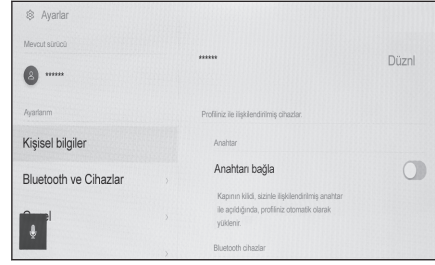 Ayarlar
Mevcut sürücü
******
Ayarlarım
Kişisel bilgiler
Bluetooth ve Cihazlar
******
Düznl
Profiliniz ile ilişkilendirilmiş cihazlar.
Anahtar
Anahtarı bağla
Kapının kilidi, sizinle ilişkilendirilmiş anahtar
ile açıldığında, profiliniz otomatik olarak
yüklenir.
Bluetooth cihazlar